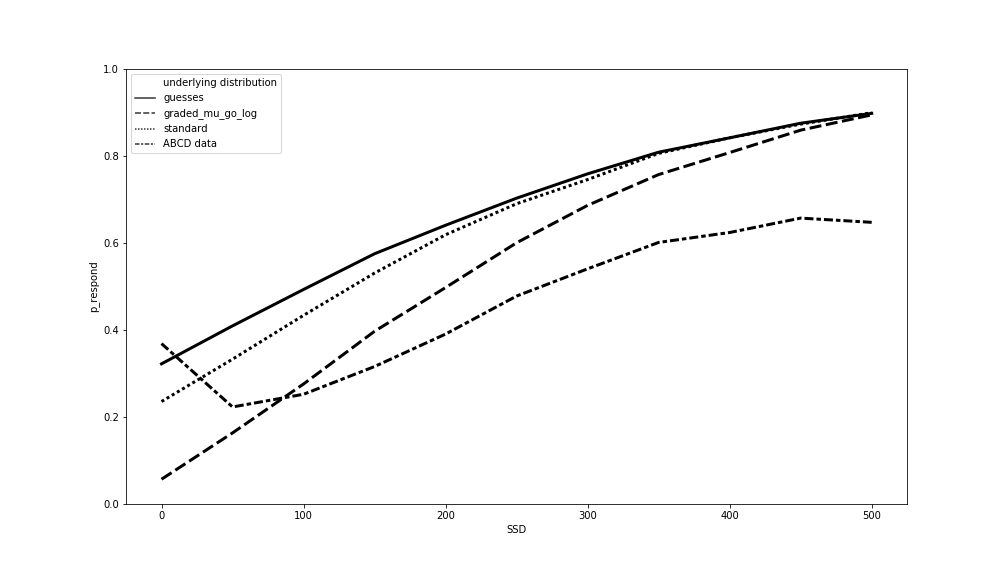 1.0
0.8
0.6
0.4
0.2
0.0
p_respond
underlying distribution
guesses
graded_mu_go_log
standard
ABCD data
0 100 200 300 400 500
SSD